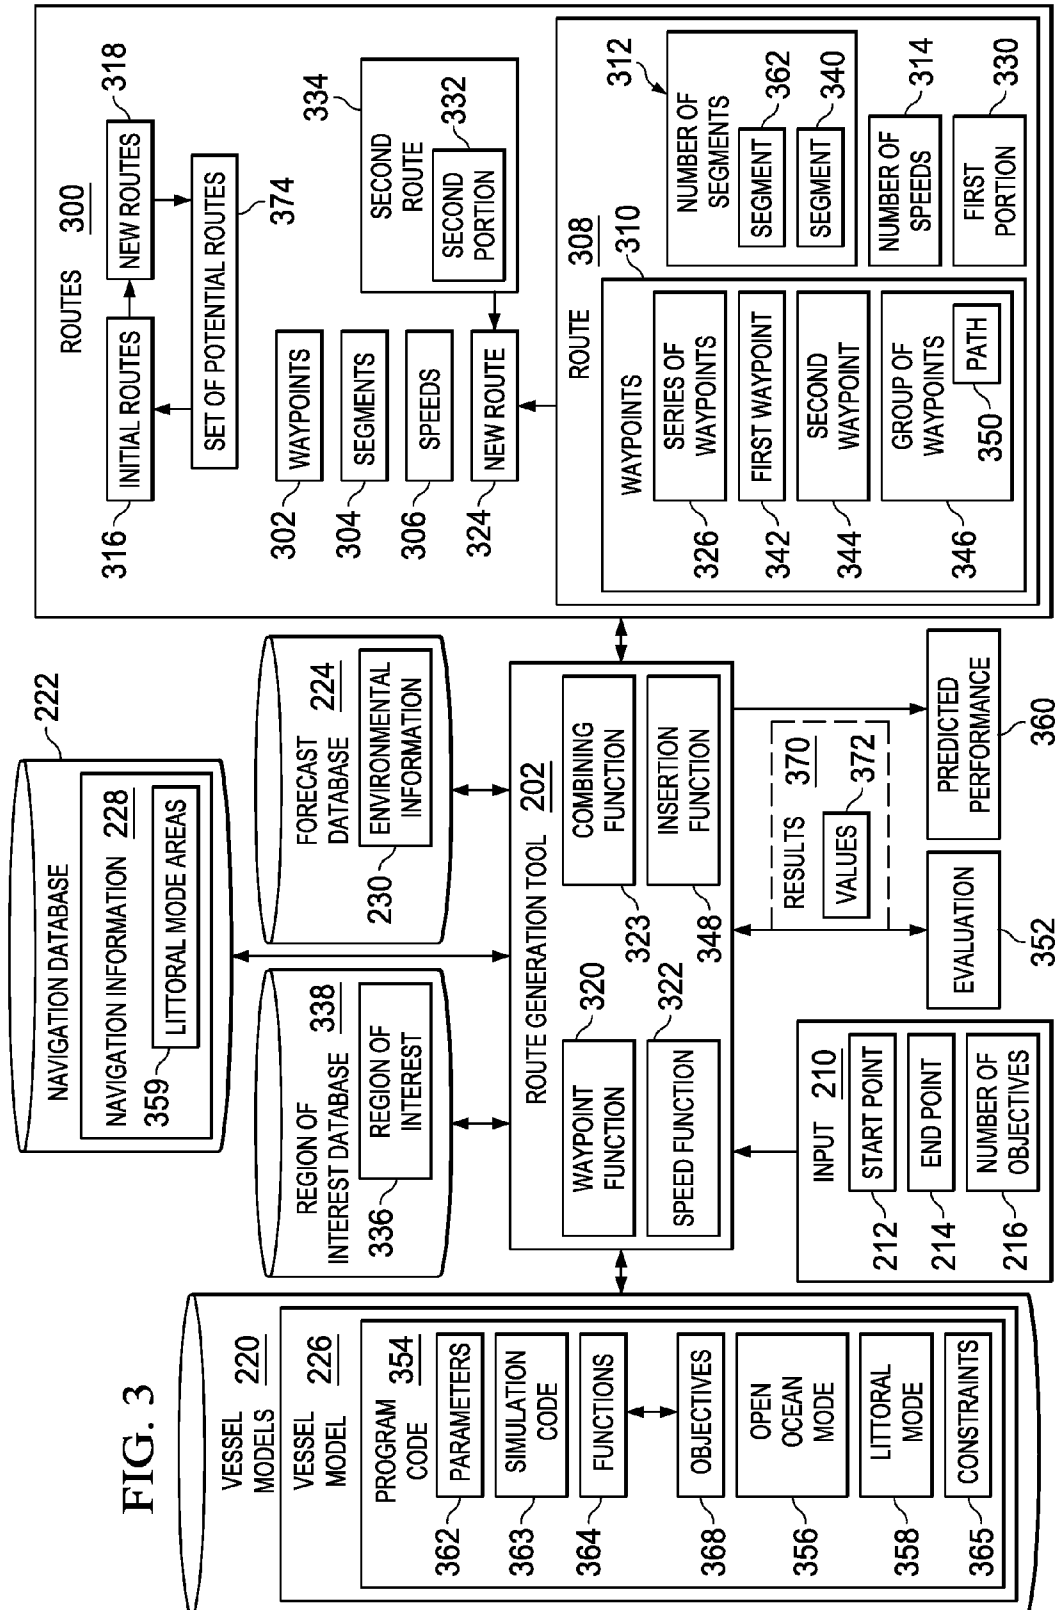 FIG. 3
VESSEL
MODELS 220
VESSEL
MODEL 226
PROGRAM
CODE 354
362 PARAMETERS
363 SIMULATION
CODE
364 FUNCTIONS
368 OBJECTIVES
356 OPEN
OCEAN
MODE
358 LITTORAL
MODE
365 CONSTRAINTS
NAVIGATION DATABASE
222
NAVIGATION INFORMATION 228
359 LITTORAL MODE AREAS
REGION OF
INTEREST DATABASE 338
336 REGION OF
INTEREST
FORECAST
DATABASE 224
230 ENVIRONMENTAL
INFORMATION
ROUTE GENERATION TOOL 202
WAYPOINT
FUNCTION 320
323 COMBINING
FUNCTION
SPEED FUNCTION 322
348 INSERTION
FUNCTION
INPUT 210
212 START POINT
214 END POINT
216 NUMBER OF
OBJECTIVES
RESULTS 370
VALUES 372
EVALUATION
352
PREDICTED
PERFORMANCE
360
ROUTES 300
316 INITIAL ROUTES
NEW ROUTES 318
SET OF POTENTIAL ROUTES
374
302 WAYPOINTS
304 SEGMENTS
306 SPEEDS
324 NEW ROUTE
SECOND
ROUTE 334
SECOND
PORTION 332
ROUTE 308
WAYPOINTS 310
326 SERIES OF
WAYPOINTS
342 FIRST WAYPOINT
344 SECOND
WAYPOINT
346 GROUP OF
WAYPOINTS
350 PATH
NUMBER OF
SEGMENTS 312
SEGMENT 362
SEGMENT 340
NUMBER OF
SPEEDS 314
FIRST
PORTION 330